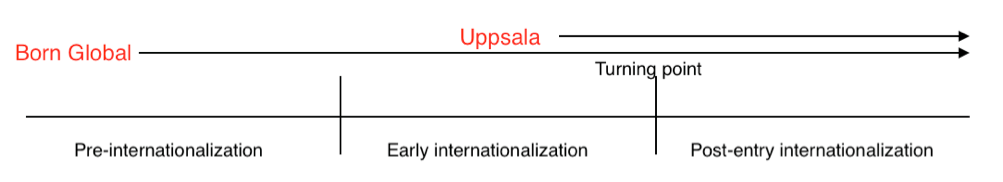 Uppsala
Born Global
Turning point
Pre-internationalization
Early internationalization
Post-entry internationalization